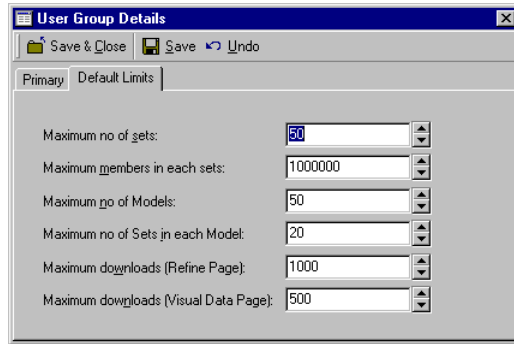 User Group Details
Save & Close Save Undo
Primary Default Limits
Maximum no of sets: 50
Maximum members in each sets: 1000000
Maximum no of Models: 50
Maximum no of Sets in each Model: 20
Maximum downloads (Refine Page): 1000
Maximum downloads (Visual Data Page): 500